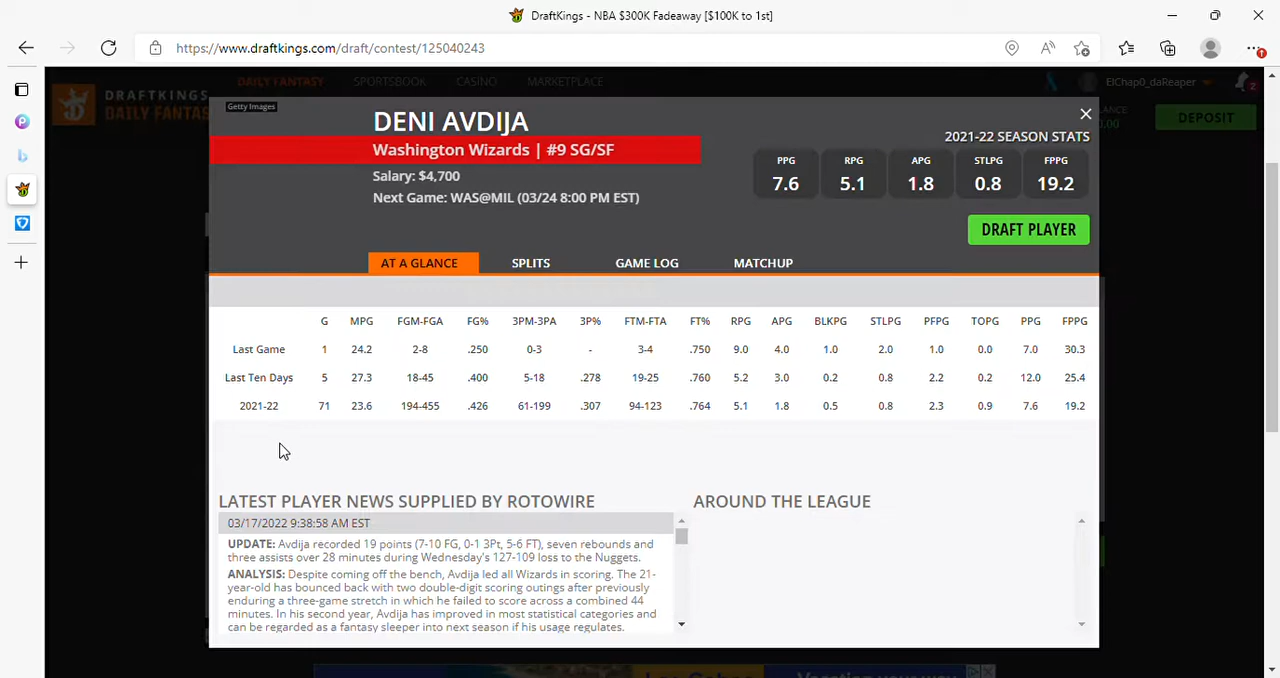 DraftKings - NBA $300K Fadeaway [$100K to 1st]
https://www.draftkings.com/draft/contest/125040243
DRAFTKINGS
DAILY FANTAS
DAILY FANTASY SPORTSBOOK CASINO MARKETPLACE
ElChap0_daReaper
2
DEPOSIT
Getty Images
DENI AVDIJA
Washington Wizards | #9 SG/SF
Salary: $4,700
Next Game: WAS@MIL (03/24 8:00 PM EST)
2021-22 SEASON STATS
PPG RPG APG STLPG FPPG
7.6 5.1 1.8 0.8 19.2
DRAFT PLAYER
AT A GLANCE SPLITS GAME LOG MATCHUP
G MPG FGM-FGA FG% 3PM-3PA 3P% FTM-FTA FT% RPG APG BLKPG STLPG PFPG TOPG PPG FPPG
Last Game 1 24.2 2-8 .250 0-3 - 3-4 .750 9.0 4.0 1.0 2.0 1.0 0.0 7.0 30.3
Last Ten Days 5 27.3 18-45 .400 5-18 .278 19-25 .760 5.2 3.0 0.2 0.8 2.2 0.2 12.0 25.4
2021-22 71 23.6 194-455 .426 61-199 .307 94-123 .764 5.1 1.8 0.5 0.8 2.3 0.9 7.6 19.2
LATEST PLAYER NEWS SUPPLIED BY ROTOWIRE
03/17/2022 9:38:58 AM EST
UPDATE: Avdija recorded 19 points (7-10 FG, 0-1 3Pt, 5-6 FT), seven rebounds and
three assists over 28 minutes during Wednesday's 127-109 loss to the Nuggets.
ANALYSIS: Despite coming off the bench, Avdija led all Wizards in scoring. The 21-
year-old has bounced back with two double-digit scoring outings after previously
enduring a three-game stretch in which he failed to score across a combined 44
minutes. In his second year, Avdija has improved in most statistical categories and
can be regarded as a fantasy sleeper into next season if his usage regulates.
AROUND THE LEAGUE